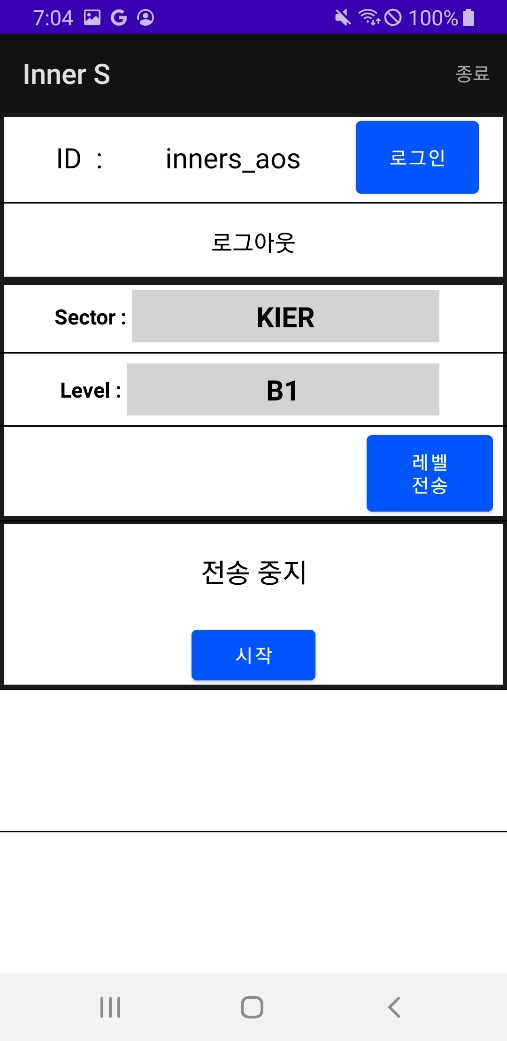 7:04 G 100%
Inner S 종료
ID : inners_aos 로그인
로그아웃
Sector : KIER
Level : B1
레벨
전송
전송 중지
시작